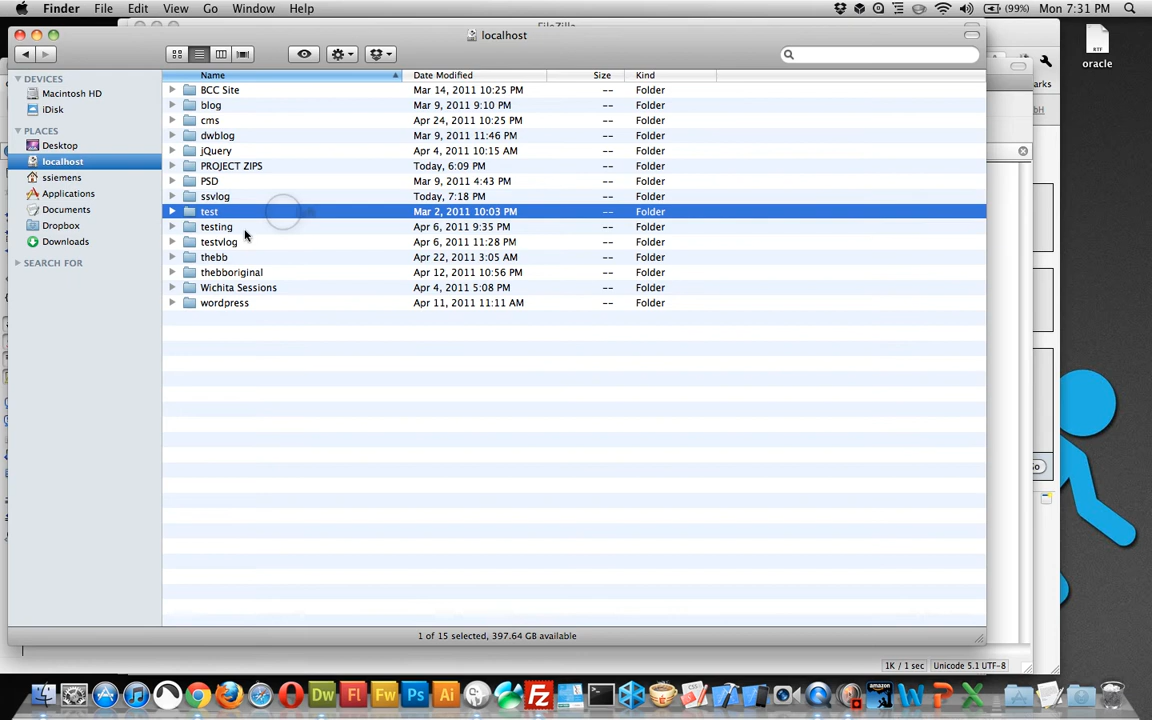 Finder File Edit View Go Window Help (99%) Mon 7:31 PM
localhost
oracle
DEVICES
Macintosh HD
iDisk
PLACES
Desktop
localhost
ssiemens
Applications
Documents
Dropbox
Downloads
SEARCH FOR
Name Date Modified Size Kind
BCC Site Mar 14, 2011 10:25 PM -- Folder
blog Mar 9, 2011 9:10 PM -- Folder
cms Apr 24, 2011 10:25 PM -- Folder
dwblog Mar 9, 2011 11:46 PM -- Folder
jQuery Apr 4, 2011 10:15 AM -- Folder
PROJECT ZIPS Today, 6:09 PM -- Folder
PSD Mar 9, 2011 4:43 PM -- Folder
ssvlog Today, 7:18 PM -- Folder
test Mar 2, 2011 10:03 PM -- Folder
testing Apr 6, 2011 9:35 PM -- Folder
testvlog Apr 6, 2011 11:28 PM -- Folder
thebb Apr 22, 2011 3:05 AM -- Folder
thebboriginal Apr 12, 2011 10:56 PM -- Folder
Wichita Sessions Apr 4, 2011 5:08 PM -- Folder
wordpress Apr 11, 2011 11:11 AM -- Folder
1 of 15 selected, 397.64 GB available
1K / 1 sec Unicode 5.1 UTF-8
Dw Fl Fw Ps Ai Fz